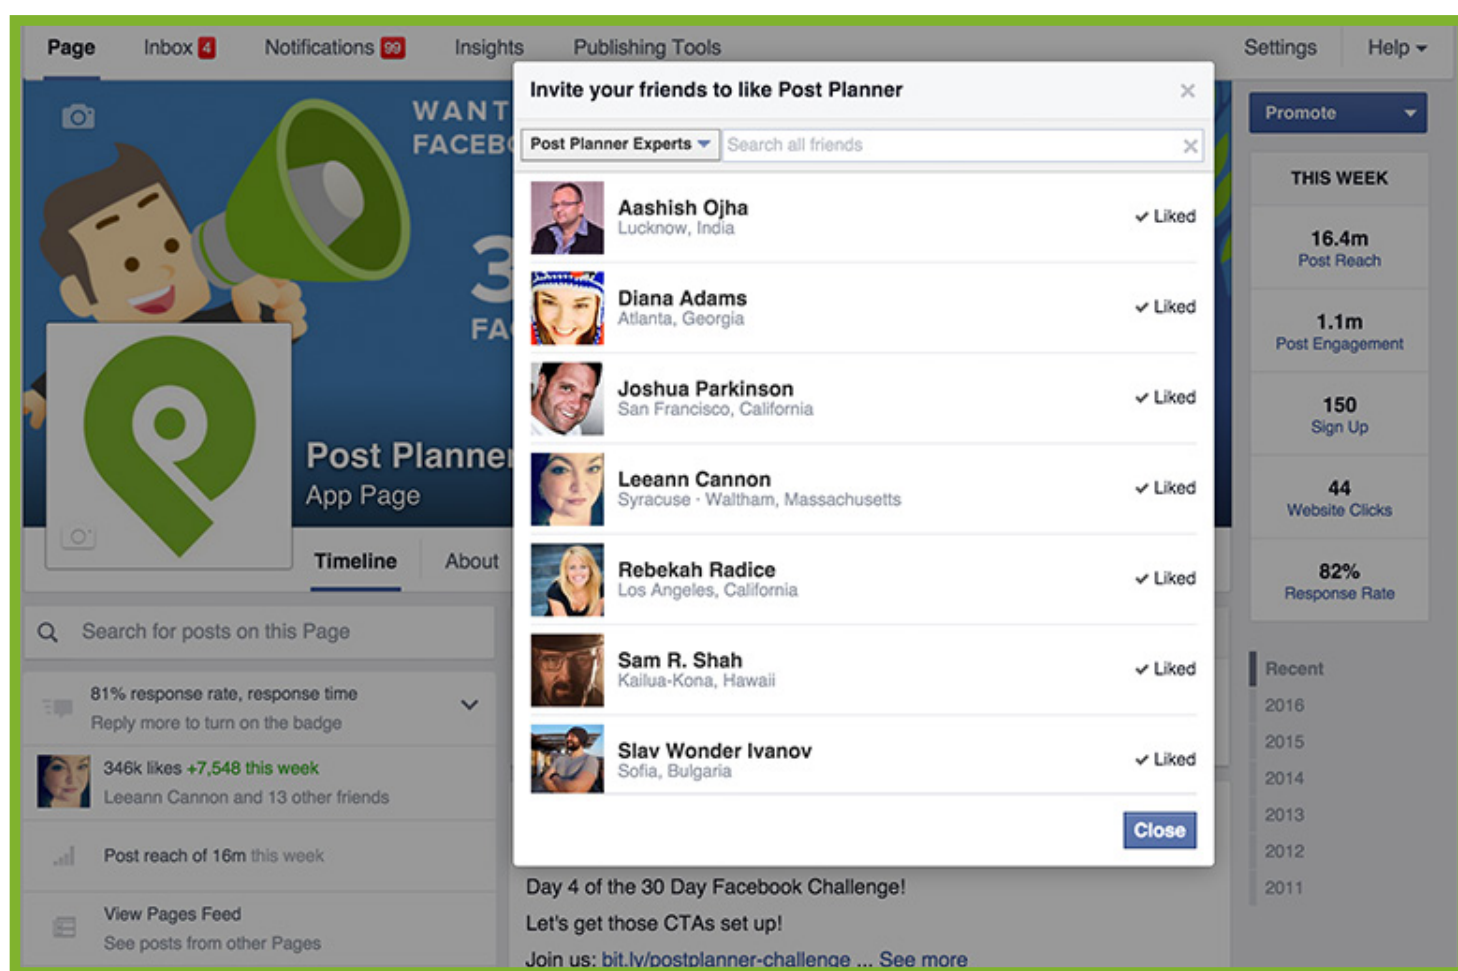 Page
Inbox 4
Notifications 99
Insights
Publishing Tools
Settings
Help
WANT
FACEB
3
FA
Post Planne
App Page
Timeline
About
Search for posts on this Page
81% response rate, response time
Reply more to turn on the badge
346k likes +7,548 this week
Leeann Cannon and 13 other friends
Post reach of 16m this week
View Pages Feed
See posts from other Pages
Invite your friends to like Post Planner
Post Planner Experts
Search all friends
Aashish Ojha
Lucknow, India
Liked
Diana Adams
Atlanta, Georgia
Liked
Joshua Parkinson
San Francisco, California
Liked
Leeann Cannon
Syracuse · Waltham, Massachusetts
Liked
Rebekah Radice
Los Angeles, California
Liked
Sam R. Shah
Kailua-Kona, Hawaii
Liked
Slav Wonder Ivanov
Sofia, Bulgaria
Liked
Close
Day 4 of the 30 Day Facebook Challenge!
Let's get those CTAs set up!
Join us: bit.ly/postplanner-challenge ... See more
Promote
THIS WEEK
16.4m
Post Reach
1.1m
Post Engagement
150
Sign Up
44
Website Clicks
82%
Response Rate
Recent
2016
2015
2014
2013
2012
2011